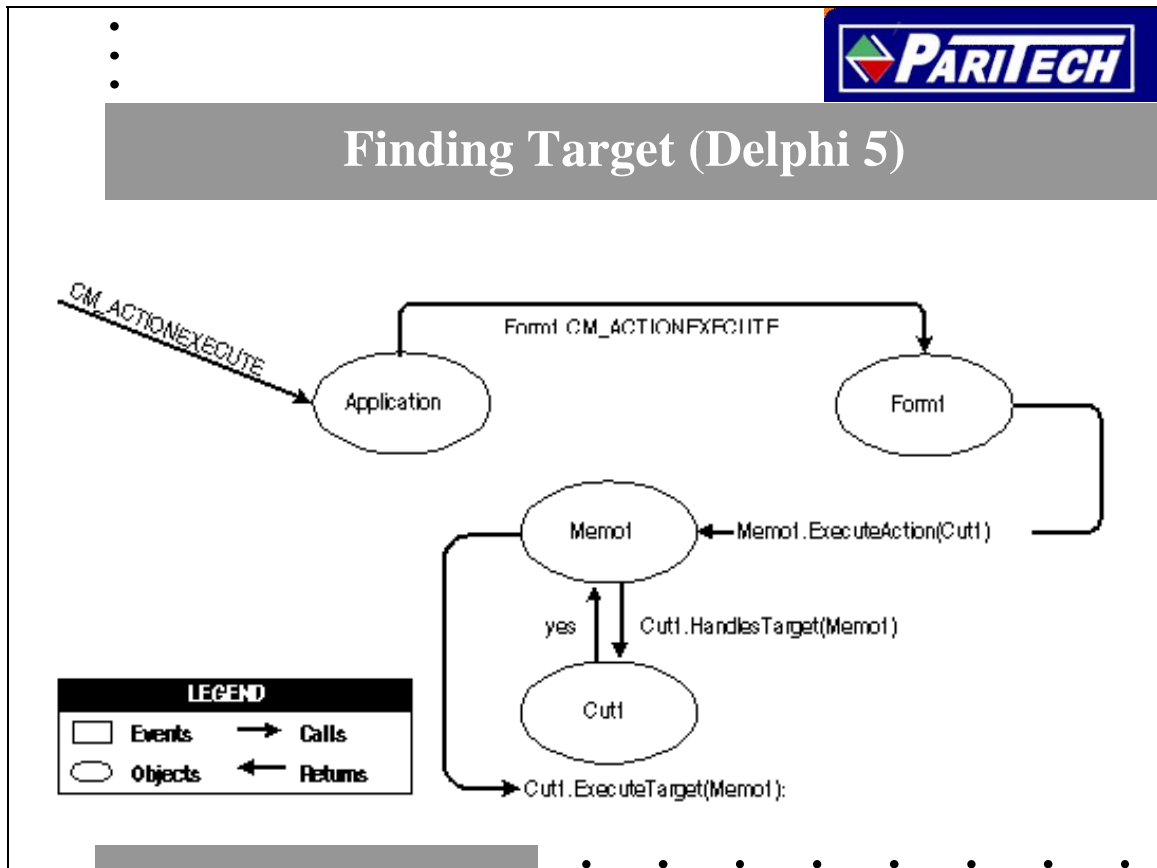 PARITECH
Finding Target (Delphi 5)
CM_ACTIONEXECUTE
Form1.CM_ACTIONEXECUTE
Application
Form1
Memo1
Memo1.ExecuteAction(Cut1)
yes
Cut1.HandlesTarget(Memo1)
Cut1
LEGEND
Events
Calls
Objects
Returns
Cut1.ExecuteTarget(Memo1):